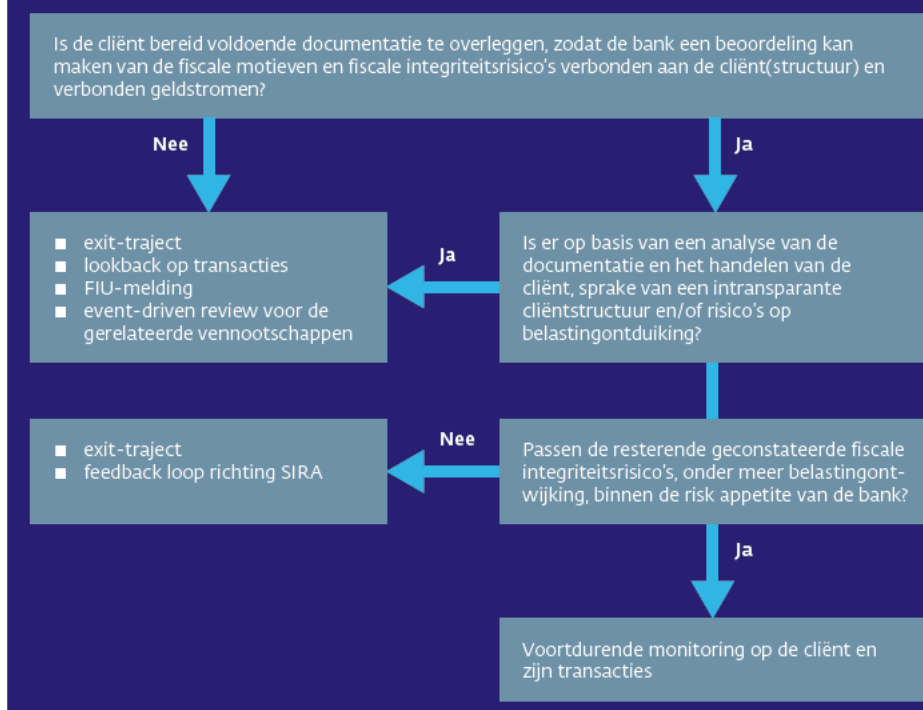 Is de cliënt bereid voldoende documentatie te overleggen, zodat de bank een beoordeling kan
maken van de fiscale motieven en fiscale integriteitsrisico's verbonden aan de cliënt(structuur) en
verbonden geldstromen?
Nee
Ja
■ exit-traject
■ lookback op transacties
■ FIU-melding
■ event-driven review voor de
gerelateerde vennootschappen
Ja
Is er op basis van een analyse van de
documentatie en het handelen van de
cliënt, sprake van een intransparante
cliëntstructuur en/of risico's op
belastingontduiking?
■ exit-traject
■ feedback loop richting SIRA
Nee
Passen de resterende geconstateerde fiscale
integriteitsrisico's, onder meer belastingont-
wijking, binnen de risk appetite van de bank?
Ja
Voortdurende monitoring op de cliënt en
zijn transacties